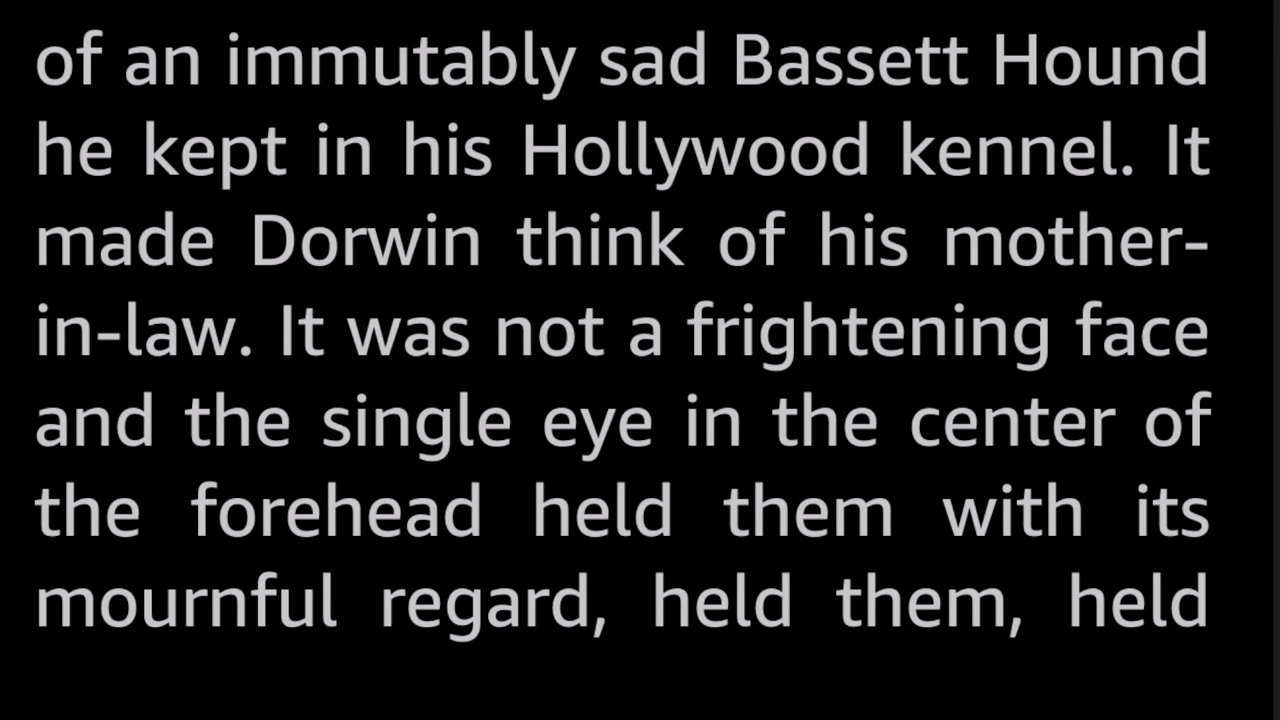 of an immutably sad Bassett Hound
he kept in his Hollywood kennel. It
made Dorwin think of his mother-
in-law. It was not a frightening face
and the single eye in the center of
the forehead held them with its
mournful regard, held them, held